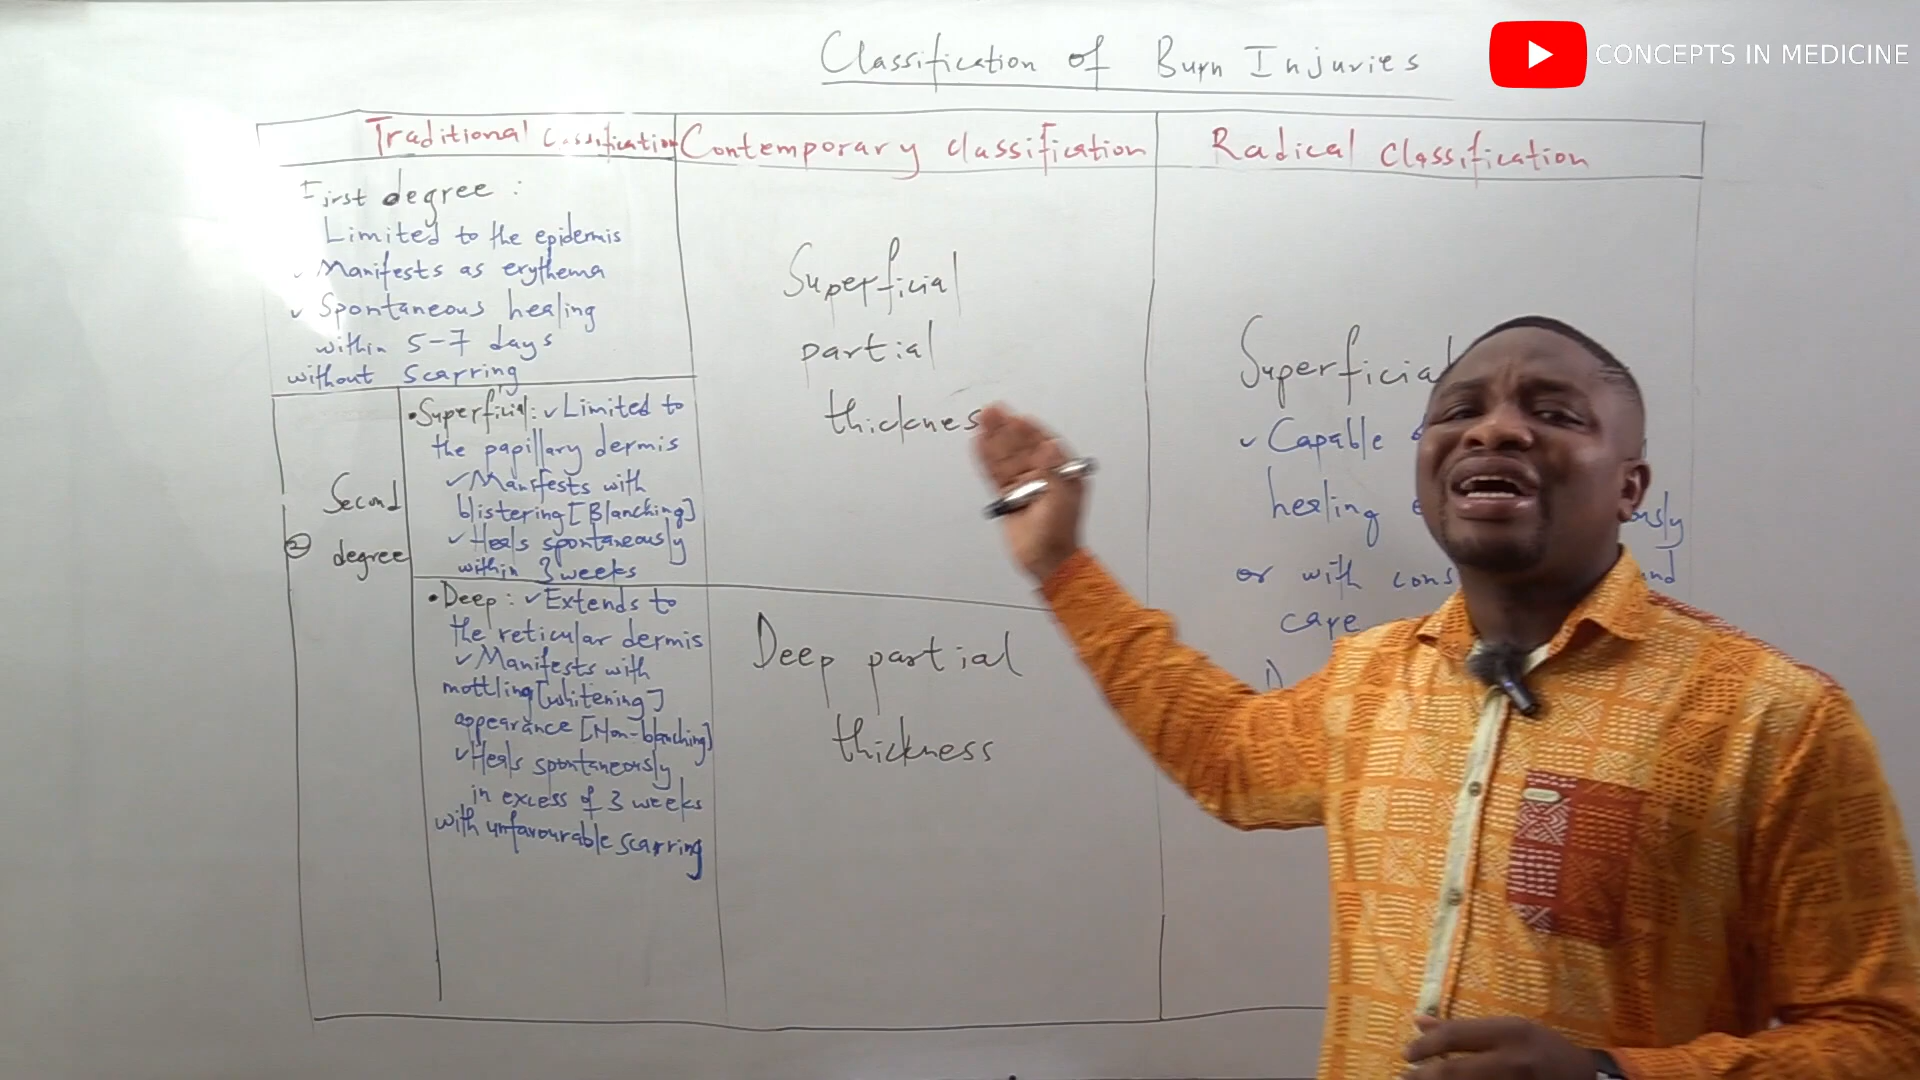 Classification of Burn Injuries
CONCEPTS IN MEDICINE
Traditional Classification
Contemporary classification
Radical Classification
First degree :
Limited to the epidermis
✓ Manifests as erythema
✓ Spontaneous healing
within 5-7 days
without scarring
② Second
degree
• Superficial: ✓ Limited to
the papillary dermis
✓ Manifests with
blistering [Blanching]
✓ Heals spontaneously
within 3 weeks
• Deep: ✓ Extends to
the reticular dermis
✓ Manifests with
mottling [whitening]
appearance [Non-blanching]
✓ Heals spontaneously
in excess of 3 weeks
with unfavourable scarring
Superficial
partial
thickness
Deep partial
thickness
Superficial
✓ Capable
healing
or with
care